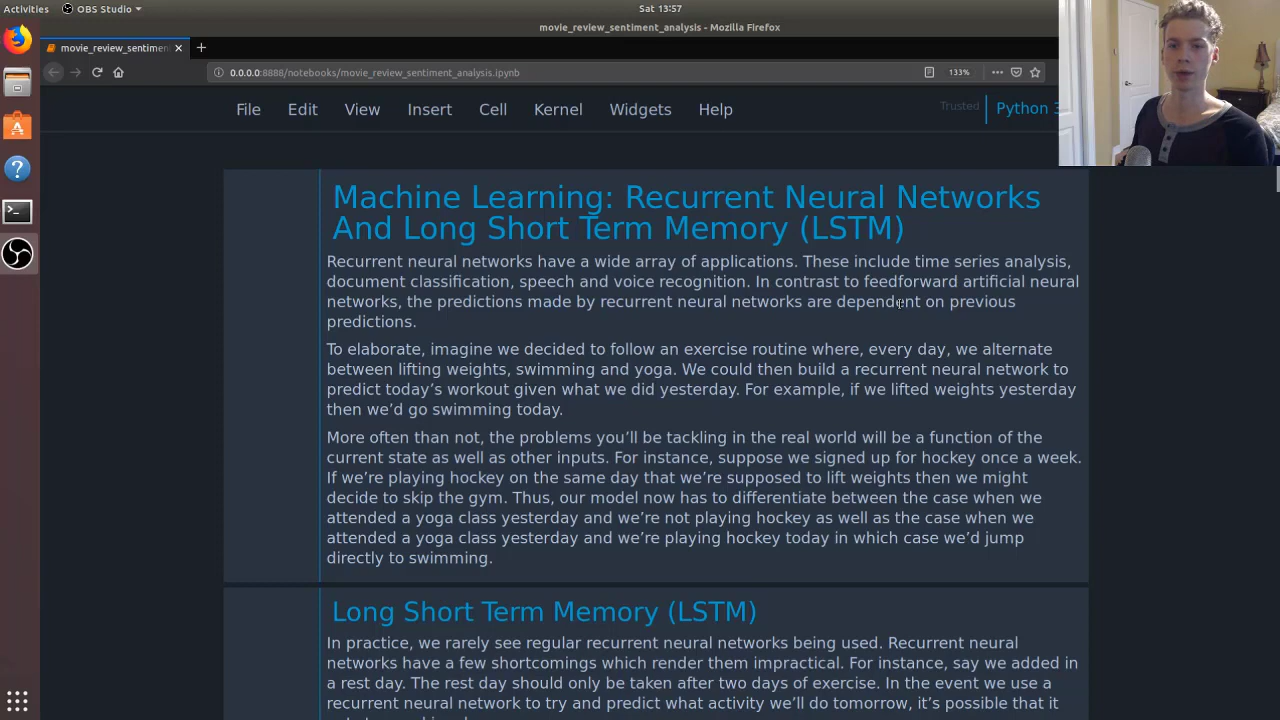 Activities
OBS Studio
Sat 13:57
movie_review_sentiment_analysis - Mozilla Firefox
movie_review_sentimen
0.0.0.0:8888/notebooks/movie_review_sentiment_analysis.ipynb
133%
File Edit View Insert Cell Kernel Widgets Help
Trusted
Python 3
Machine Learning: Recurrent Neural Networks
And Long Short Term Memory (LSTM)
Recurrent neural networks have a wide array of applications. These include time series analysis,
document classification, speech and voice recognition. In contrast to feedforward artificial neural
networks, the predictions made by recurrent neural networks are dependent on previous
predictions.
To elaborate, imagine we decided to follow an exercise routine where, every day, we alternate
between lifting weights, swimming and yoga. We could then build a recurrent neural network to
predict today’s workout given what we did yesterday. For example, if we lifted weights yesterday
then we’d go swimming today.
More often than not, the problems you’ll be tackling in the real world will be a function of the
current state as well as other inputs. For instance, suppose we signed up for hockey once a week.
If we’re playing hockey on the same day that we’re supposed to lift weights then we might
decide to skip the gym. Thus, our model now has to differentiate between the case when we
attended a yoga class yesterday and we’re not playing hockey as well as the case when we
attended a yoga class yesterday and we’re playing hockey today in which case we’d jump
directly to swimming.
Long Short Term Memory (LSTM)
In practice, we rarely see regular recurrent neural networks being used. Recurrent neural
networks have a few shortcomings which render them impractical. For instance, say we added in
a rest day. The rest day should only be taken after two days of exercise. In the event we use a
recurrent neural network to try and predict what activity we’ll do tomorrow, it’s possible that it